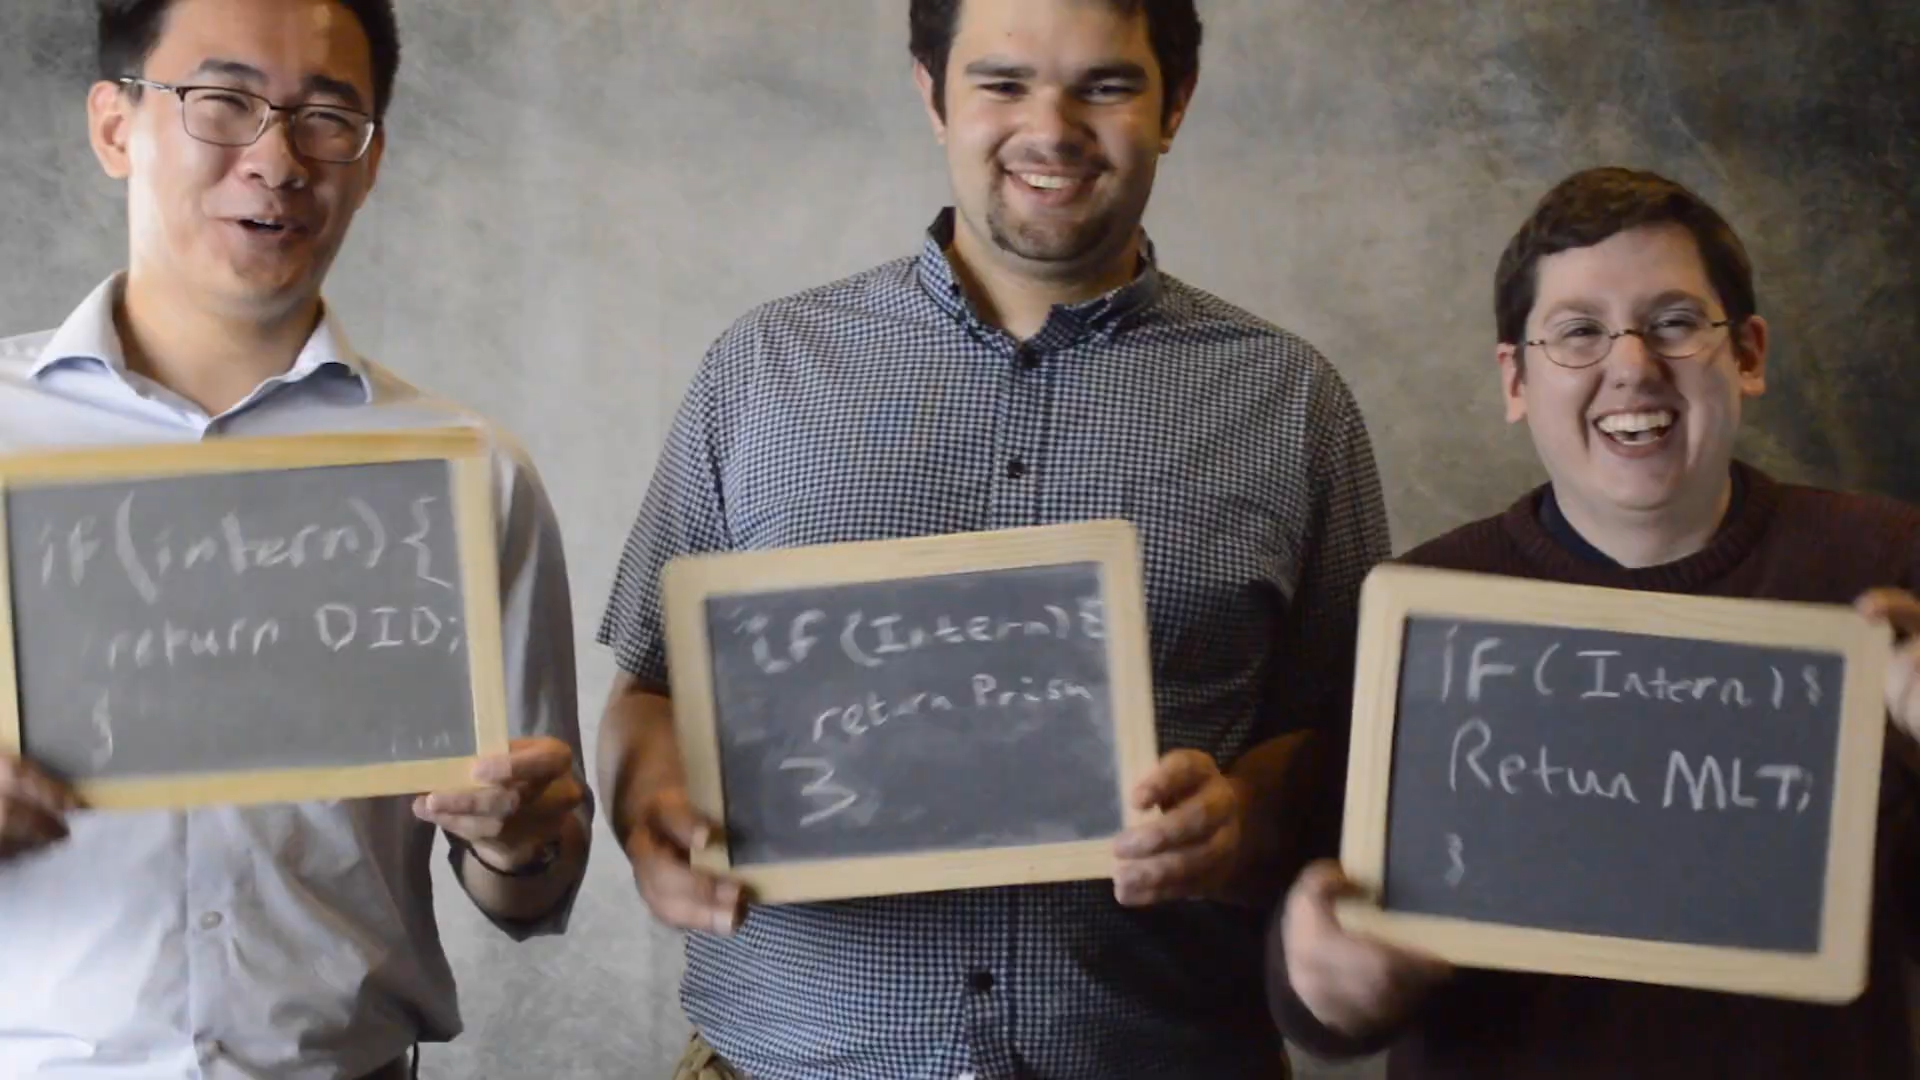 if (intern) {
return DID;
}
if (Intern) {
return Prism
}
IF (Intern) {
Retun MLT;
}